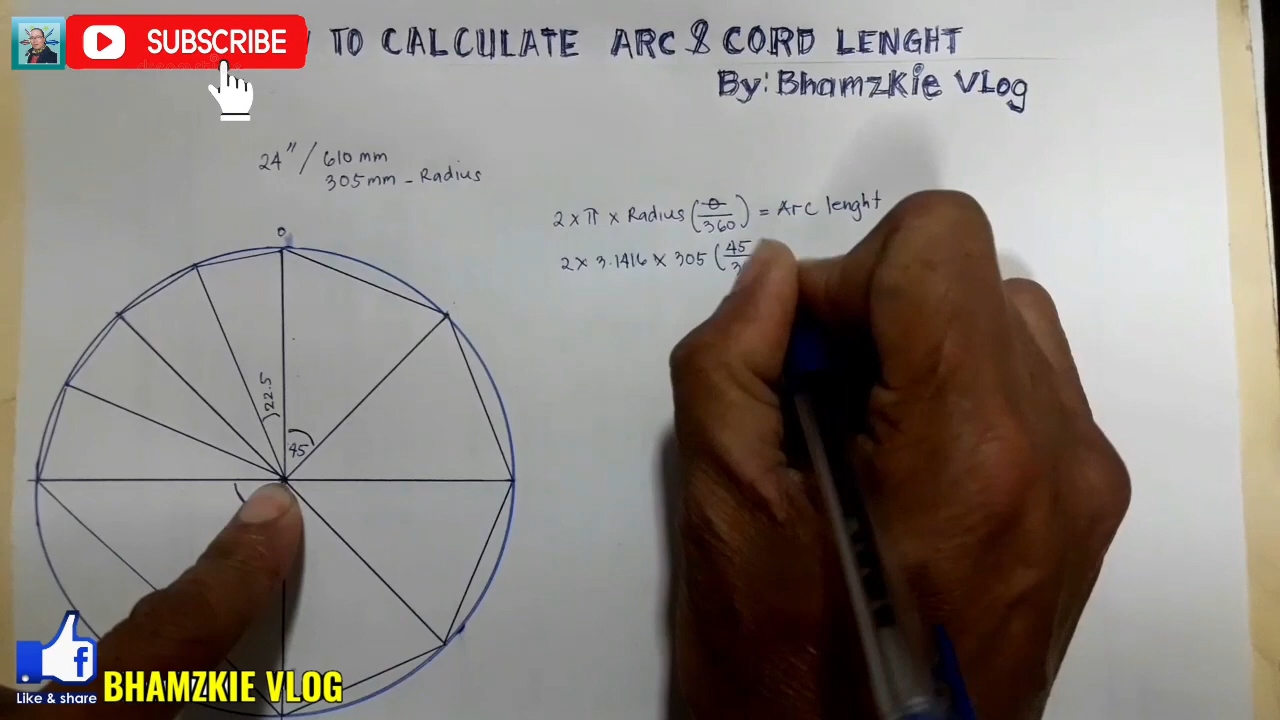 SUBSCRIBE
TO CALCULATE ARC & CORD LENGHT
By: Bhamzkie VLog
24" / 610 mm
305 mm - Radius
2 x π x Radius (θ/360) = Arc lenght
2 x 3.1416 x 305 (45/3
0
22.5
45
Like & share
BHAMZKIE VLOG